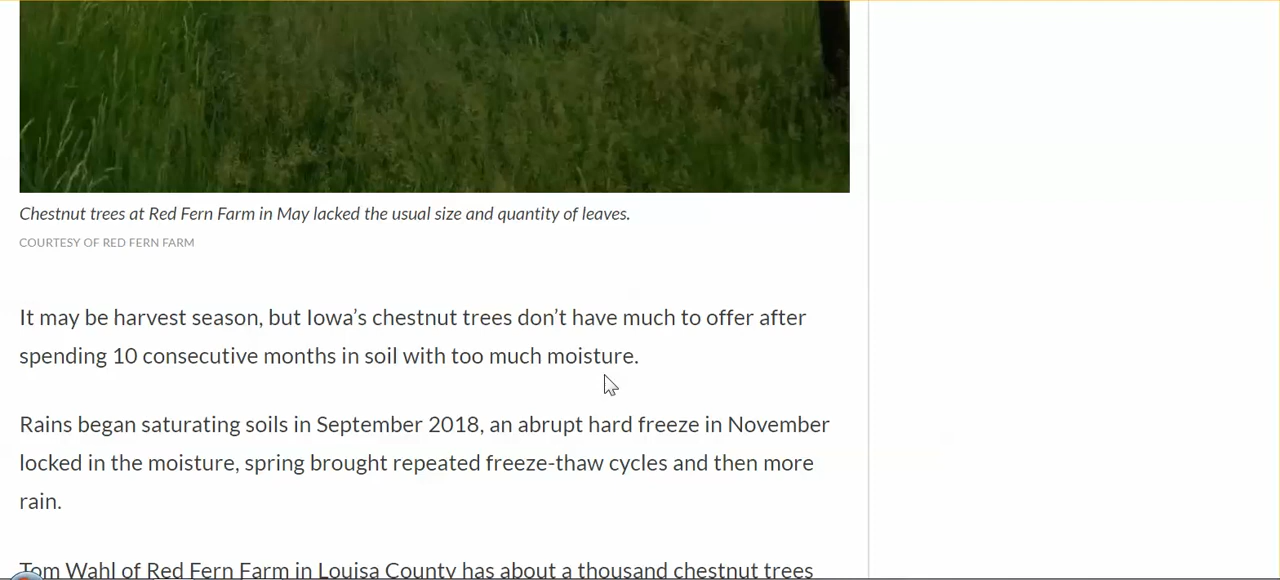 Chestnut trees at Red Fern Farm in May lacked the usual size and quantity of leaves.
COURTESY OF RED FERN FARM
It may be harvest season, but Iowa’s chestnut trees don’t have much to offer after
spending 10 consecutive months in soil with too much moisture.
Rains began saturating soils in September 2018, an abrupt hard freeze in November
locked in the moisture, spring brought repeated freeze-thaw cycles and then more
rain.
Tom Wahl of Red Fern Farm in Louisa County has about a thousand chestnut trees